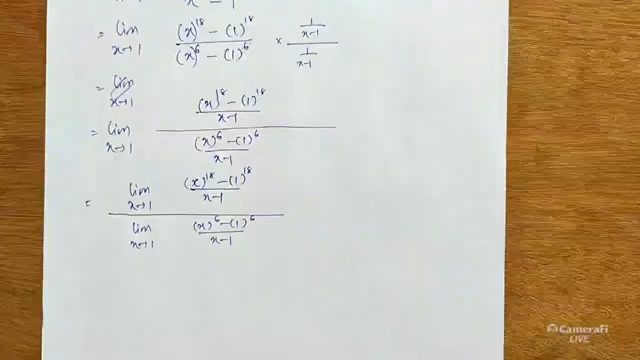 x^6 - 1
= lim x→1 ((x)^18 - (1)^18)/((x)^6 - (1)^6) × (1/(x-1))/(1/(x-1))
= lim x→1
= lim x→1 (((x)^18 - (1)^18)/(x-1))/(((x)^6 - (1)^6)/(x-1))
= (lim x→1 ((x)^18 - (1)^18)/(x-1))/(lim x→1 ((x)^6 - (1)^6)/(x-1))
CameraFi
LIVE